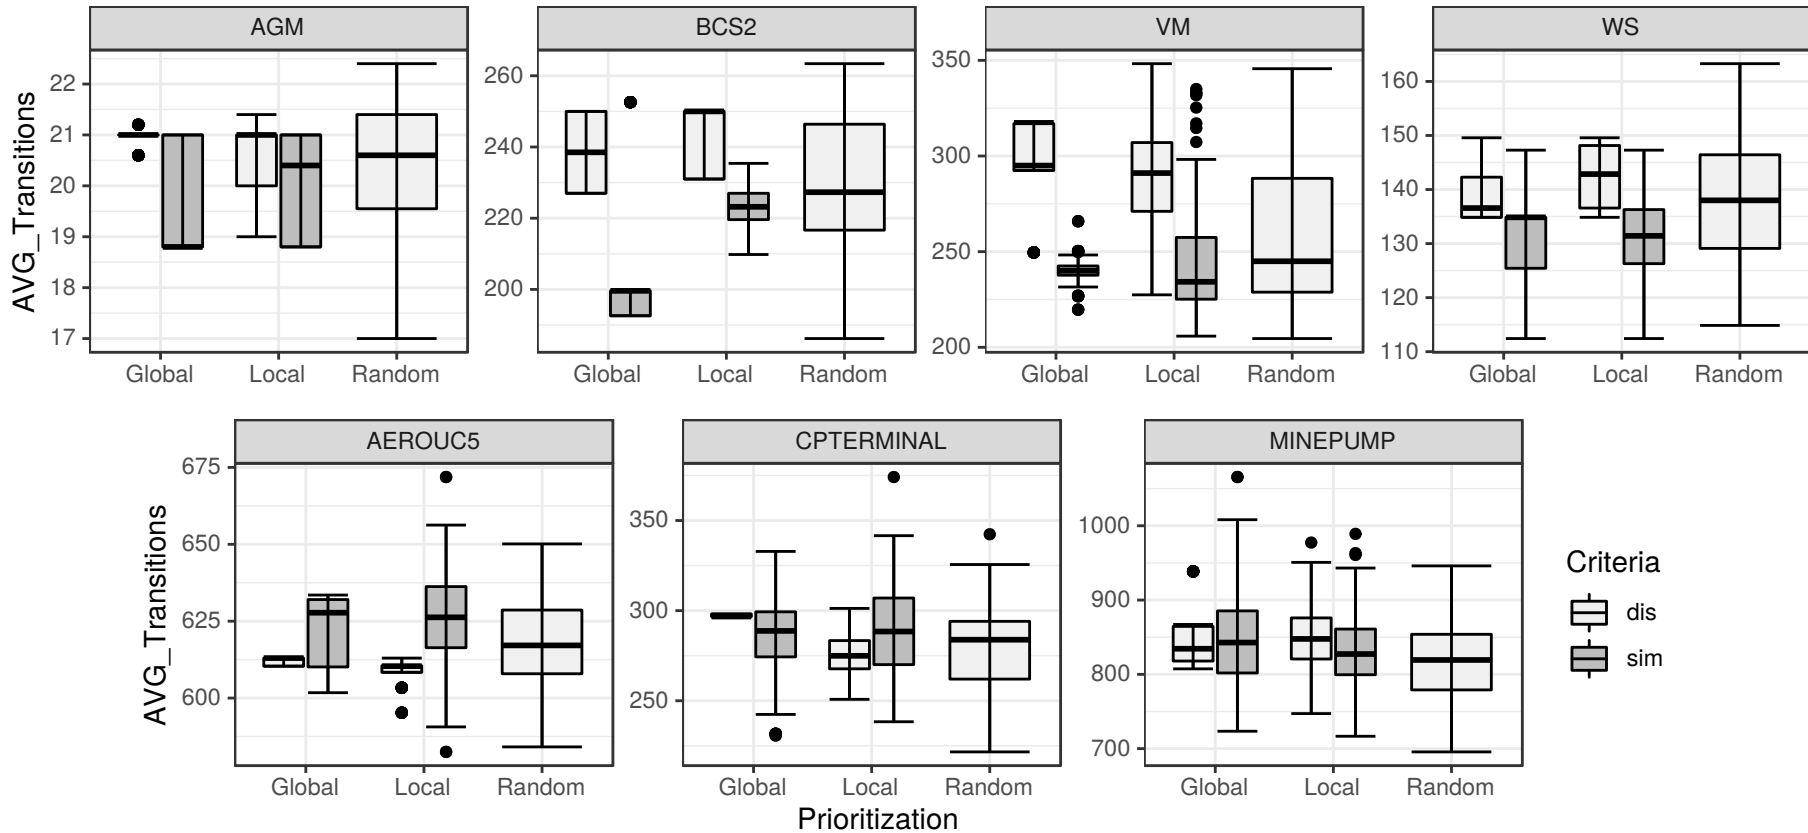 AGM
BCS2
VM
WS
AVG_Transitions
22
21
20
19
18
17
260
240
220
200
350
300
250
200
160
150
140
130
120
110
Global Local Random
Global Local Random
Global Local Random
Global Local Random
AEROUC5
CPTERMINAL
MINEPUMP
AVG_Transitions
675
650
625
600
350
300
250
1000
900
800
700
Global Local Random
Global Local Random
Global Local Random
Prioritization
Criteria
dis
sim